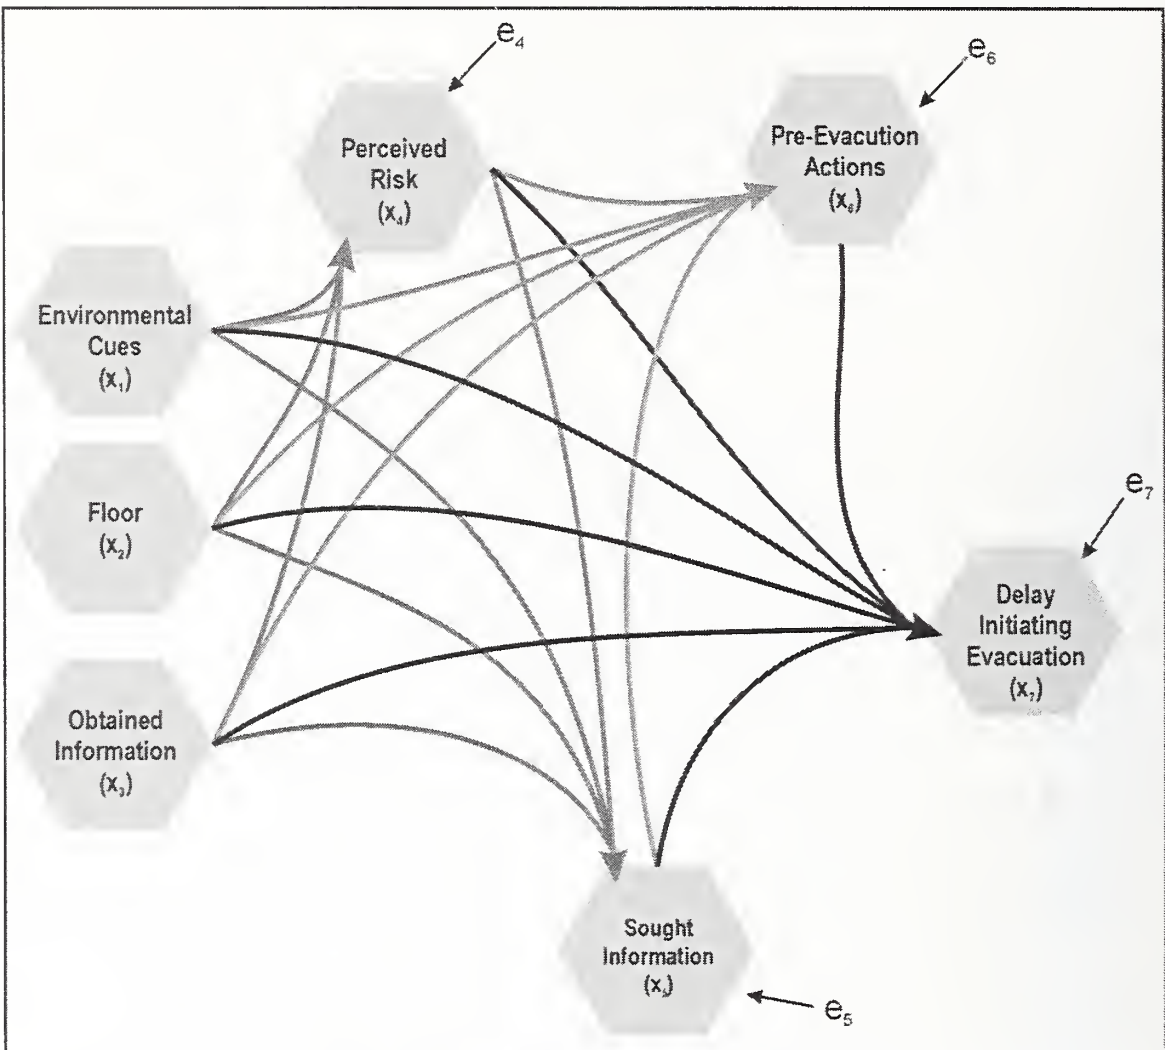 e₄
e₆
Perceived
Risk
(x₄)
Pre-Evacution
Actions
(x₆)
Environmental
Cues
(x₁)
Floor
(x₂)
e₇
Delay
Initiating
Evacuation
(x₇)
Obtained
Information
(x₃)
Sought
Information
(x₅)
e₅